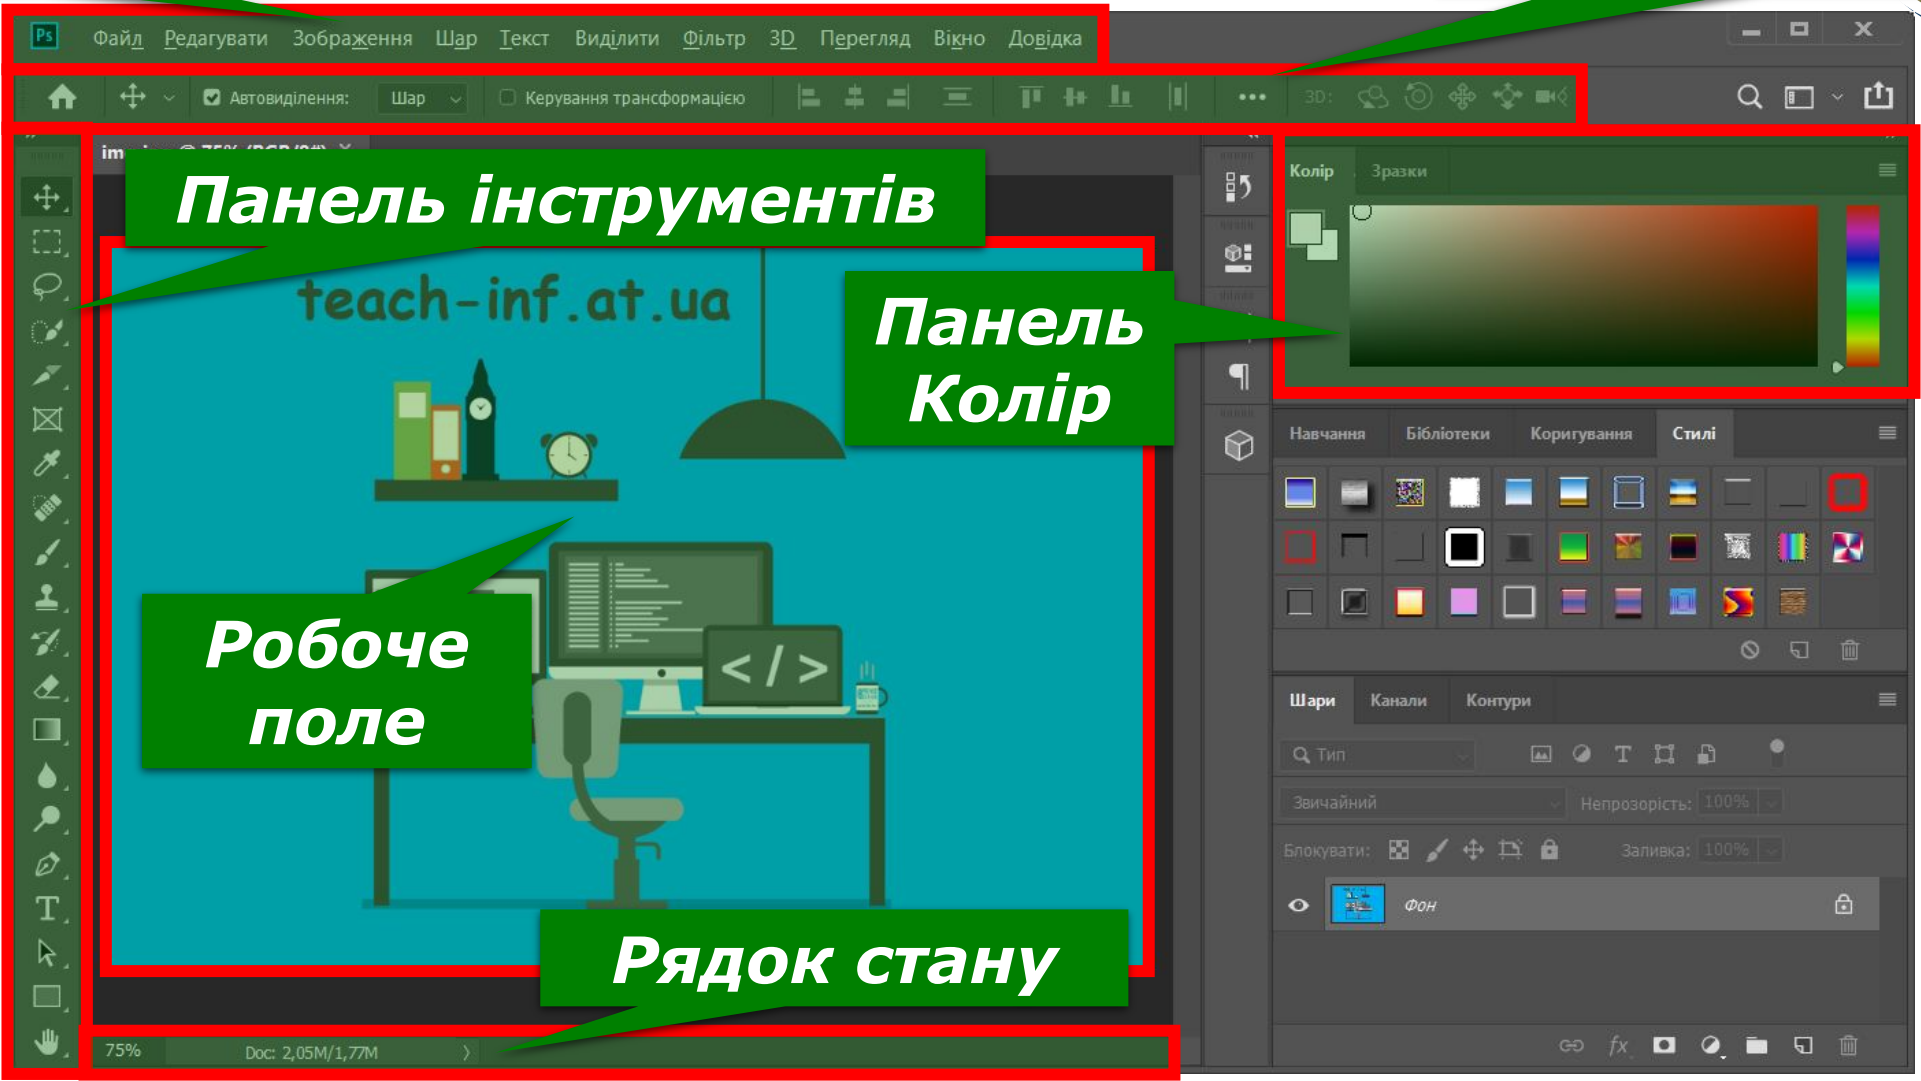 Ps Файл Редагувати Зображення Шар Текст Виділити Фільтр 3D Перегляд Вікно Довідка
Автовиділення: Шар Керування трансформацією 3D:
Панель інструментів
teach-inf.at.ua
Панель
Колір
Робоче
поле
</>
Рядок стану
75% Doc: 2,05M/1,77M
Колір Зразки
Навчання Бібліотеки Коригування Стилі
Шари Канали Контури
Тип
Звичайний Непрозорість: 100%
Блокувати: Заливка: 100%
Фон
fx